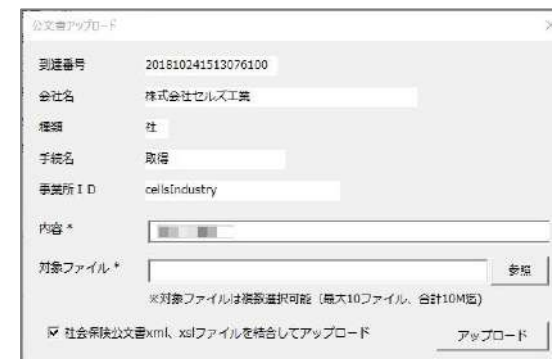 公文書アップロード
到達番号 201810241513076100
会社名 株式会社セルズ工業
種類 社
手続名 取得
事業所ＩＤ cellsIndustry
内容 *
対象ファイル * 参照
※対象ファイルは複数選択可能（最大10ファイル、合計10M迄）
社会保険公文書xml、xslファイルを結合してアップロード アップロード